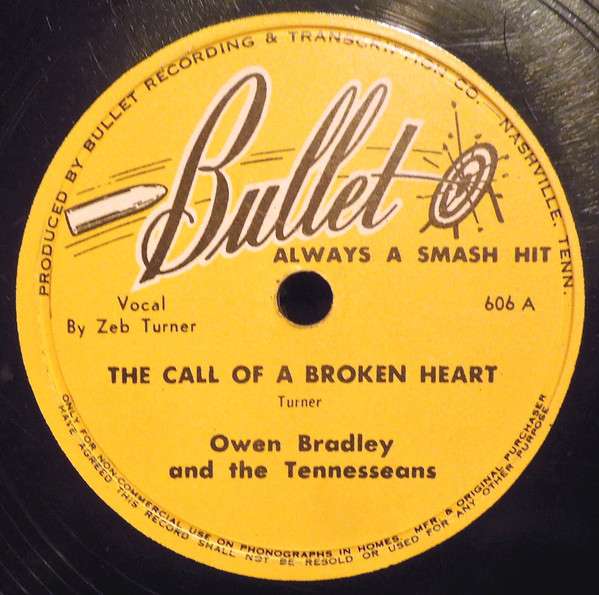 PRODUCED BY BULLET RECORDING & TRANSCRIPTION CO. NASHVILLE, TENN.
Bullet
ALWAYS A SMASH HIT
Vocal
By Zeb Turner
606 A
THE CALL OF A BROKEN HEART
Turner
Owen Bradley
and the Tennesseans
ONLY FOR NON-COMMERCIAL USE ON PHONOGRAPHS IN HOMES. MFR. & ORIGINAL PURCHASER
HAVE AGREED THIS RECORD SHALL NOT BE RESOLD OR USED FOR ANY OTHER PURPOSE.